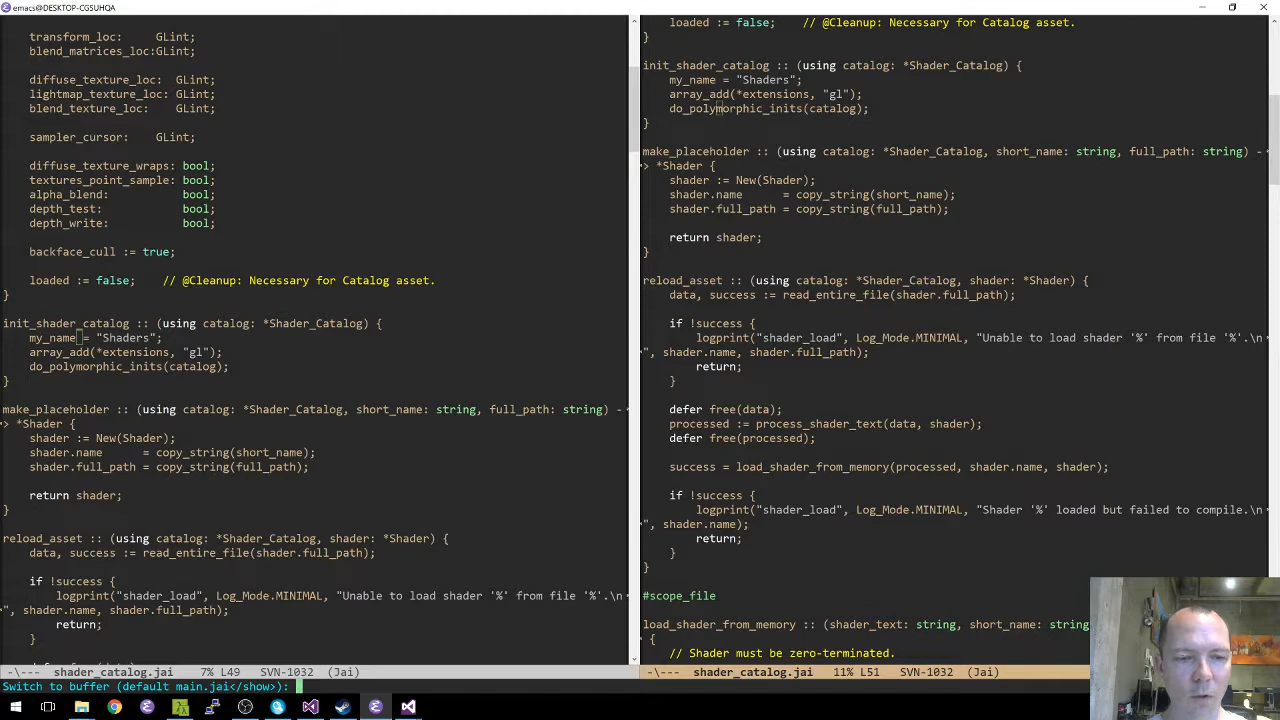 emacs@DESKTOP-CGSUHQA
transform_loc:     GLint;
blend_matrices_loc:GLint;
diffuse_texture_loc:  GLint;
lightmap_texture_loc: GLint;
blend_texture_loc:    GLint;
sampler_cursor:    GLint;
diffuse_texture_wraps: bool;
textures_point_sample: bool;
alpha_blend:           bool;
depth_test:            bool;
depth_write:           bool;
backface_cull := true;
loaded := false;    // @Cleanup: Necessary for Catalog asset.
}
init_shader_catalog :: (using catalog: *Shader_Catalog) {
my_name = "Shaders";
array_add(*extensions, "gl");
do_polymorphic_inits(catalog);
}
make_placeholder :: (using catalog: *Shader_Catalog, short_name: string, full_path: string) -
> *Shader {
shader := New(Shader);
shader.name      = copy_string(short_name);
shader.full_path = copy_string(full_path);
return shader;
}
reload_asset :: (using catalog: *Shader_Catalog, shader: *Shader) {
data, success := read_entire_file(shader.full_path);
if !success {
logprint("shader_load", Log_Mode.MINIMAL, "Unable to load shader '%' from file '%'.\n
", shader.name, shader.full_path);
return;
}
-\---  shader_catalog.jai    7% L49    SVN-1032  (Jai)
loaded := false;    // @Cleanup: Necessary for Catalog asset.
}
init_shader_catalog :: (using catalog: *Shader_Catalog) {
my_name = "Shaders";
array_add(*extensions, "gl");
do_polymorphic_inits(catalog);
}
make_placeholder :: (using catalog: *Shader_Catalog, short_name: string, full_path: string) -
> *Shader {
shader := New(Shader);
shader.name      = copy_string(short_name);
shader.full_path = copy_string(full_path);
return shader;
}
reload_asset :: (using catalog: *Shader_Catalog, shader: *Shader) {
data, success := read_entire_file(shader.full_path);
if !success {
logprint("shader_load", Log_Mode.MINIMAL, "Unable to load shader '%' from file '%'.\n
", shader.name, shader.full_path);
return;
}
defer free(data);
processed := process_shader_text(data, shader);
defer free(processed);
success = load_shader_from_memory(processed, shader.name, shader);
if !success {
logprint("shader_load", Log_Mode.MINIMAL, "Shader '%' loaded but failed to compile.\n
", shader.name);
return;
}
}
#scope_file
load_shader_from_memory :: (shader_text: string, short_name: string
{
// Shader must be zero-terminated.
-\---  shader_catalog.jai    11% L51    SVN-1032  (Jai)
Switch to buffer (default main.jai</show>):